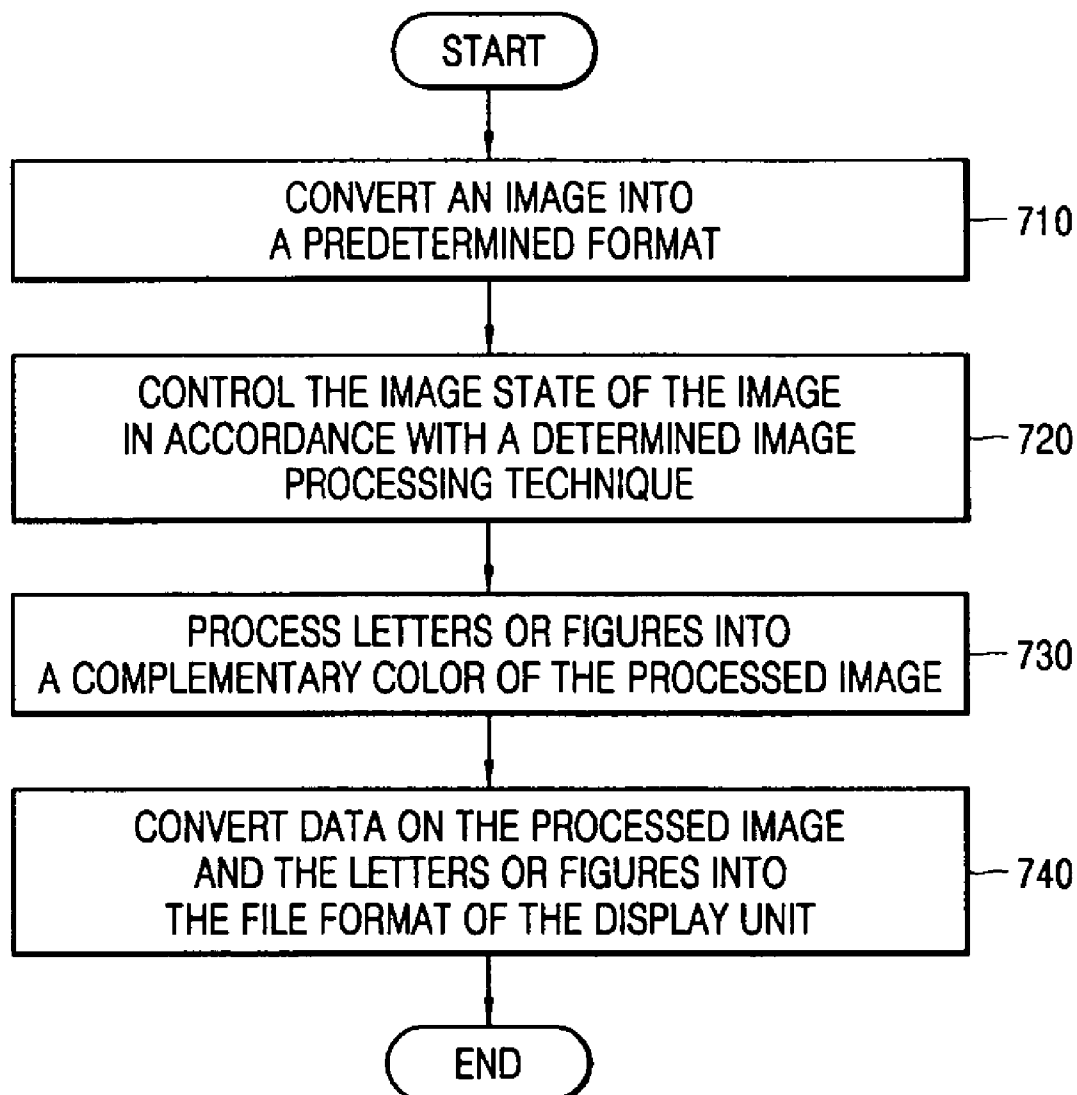 START
CONVERT AN IMAGE INTO
A PREDETERMINED FORMAT
710
CONTROL THE IMAGE STATE OF THE IMAGE
IN ACCORDANCE WITH A DETERMINED IMAGE
PROCESSING TECHNIQUE
720
PROCESS LETTERS OR FIGURES INTO
A COMPLEMENTARY COLOR OF THE PROCESSED IMAGE
730
CONVERT DATA ON THE PROCESSED IMAGE
AND THE LETTERS OR FIGURES INTO
THE FILE FORMAT OF THE DISPLAY UNIT
740
END